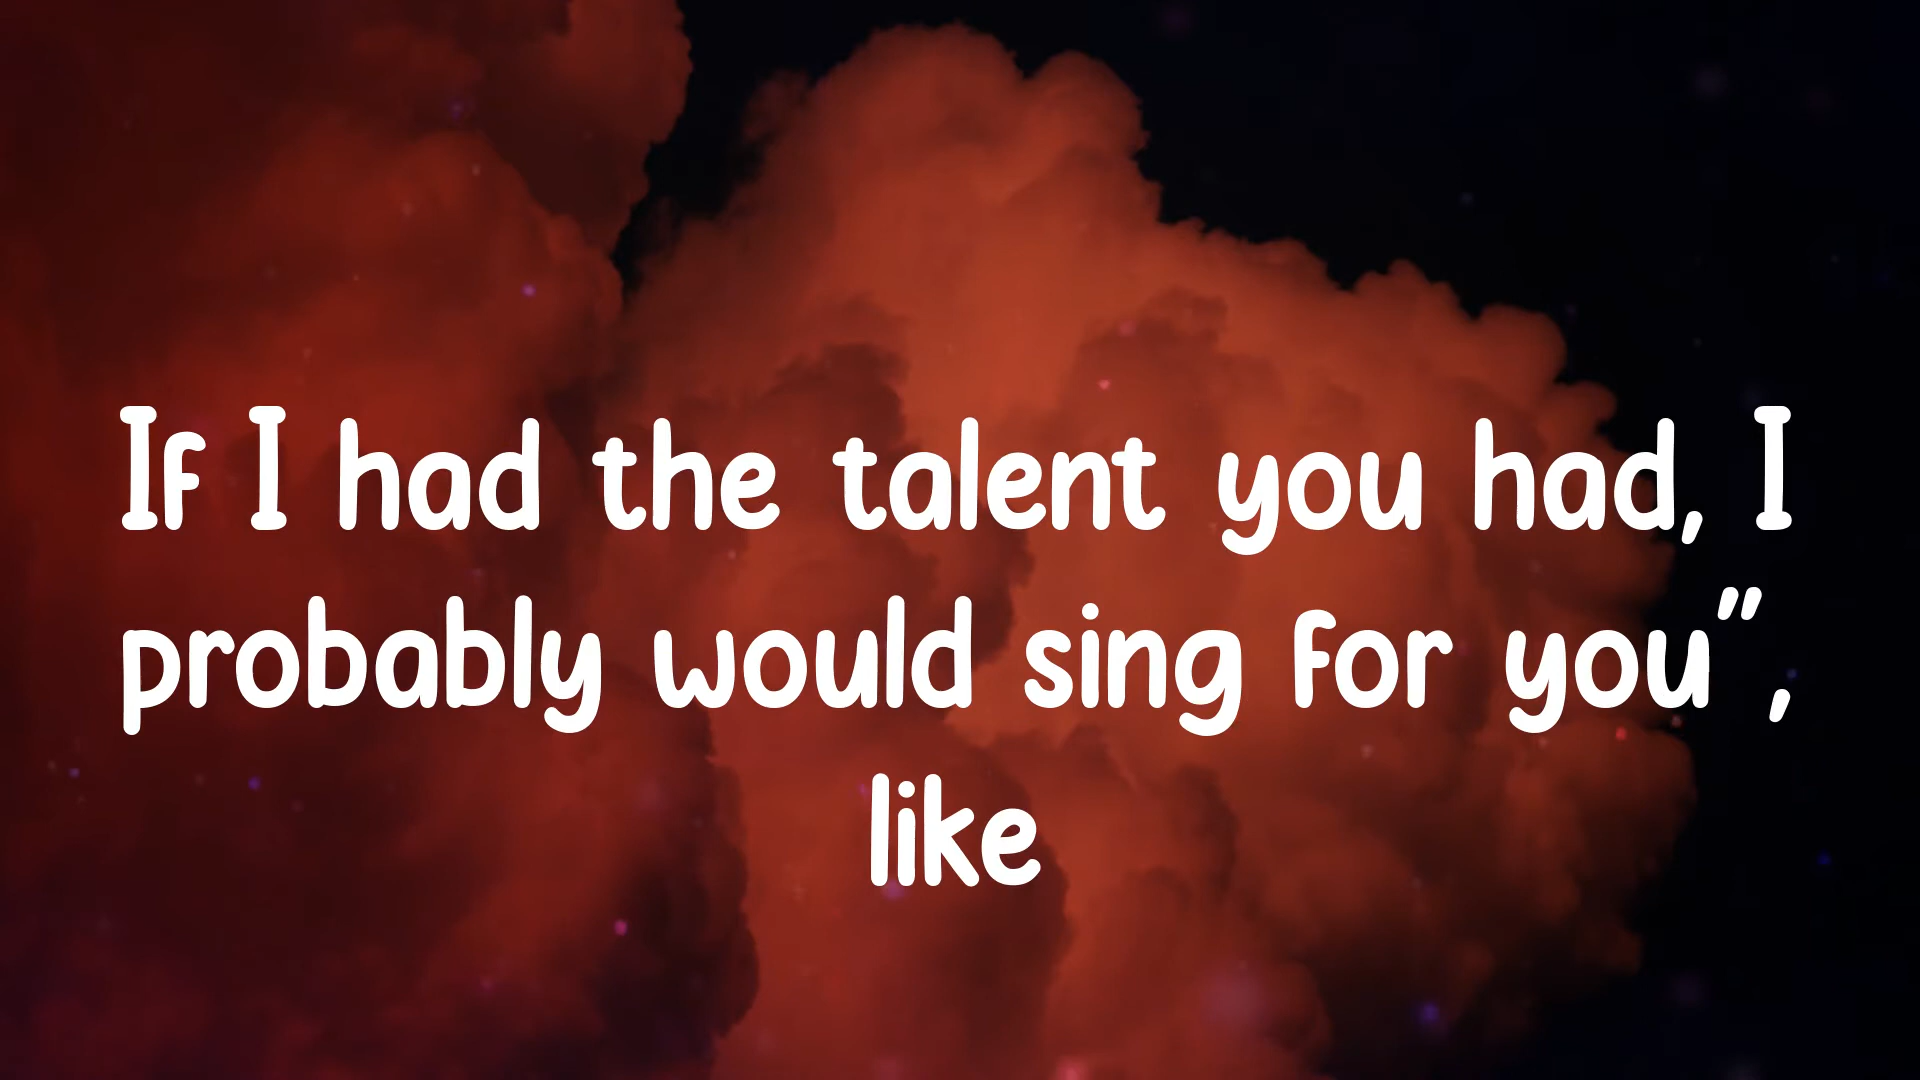 If I had the talent you had, I
probably would sing for you”,
like